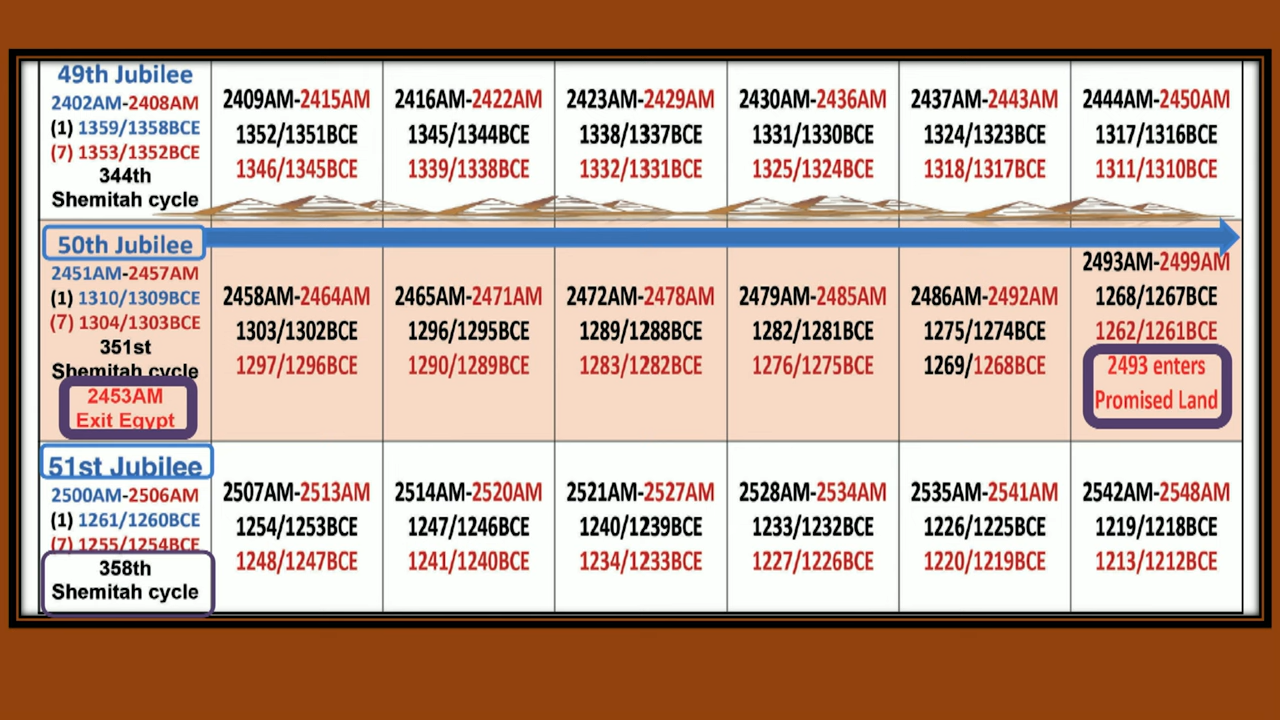 49th Jubilee
2402AM-2408AM
(1) 1359/1358BCE
(7) 1353/1352BCE
344th
Shemitah cycle
2409AM-2415AM
1352/1351BCE
1346/1345BCE
2416AM-2422AM
1345/1344BCE
1339/1338BCE
2423AM-2429AM
1338/1337BCE
1332/1331BCE
2430AM-2436AM
1331/1330BCE
1325/1324BCE
2437AM-2443AM
1324/1323BCE
1318/1317BCE
2444AM-2450AM
1317/1316BCE
1311/1310BCE
50th Jubilee
2451AM-2457AM
(1) 1310/1309BCE
(7) 1304/1303BCE
351st
Shemitah cycle
2453AM
Exit Egypt
2458AM-2464AM
1303/1302BCE
1297/1296BCE
2465AM-2471AM
1296/1295BCE
1290/1289BCE
2472AM-2478AM
1289/1288BCE
1283/1282BCE
2479AM-2485AM
1282/1281BCE
1276/1275BCE
2486AM-2492AM
1275/1274BCE
1269/1268BCE
2493AM-2499AM
1268/1267BCE
1262/1261BCE
2493 enters
Promised Land
51st Jubilee
2500AM-2506AM
(1) 1261/1260BCE
(7) 1255/1254BCE
358th
Shemitah cycle
2507AM-2513AM
1254/1253BCE
1248/1247BCE
2514AM-2520AM
1247/1246BCE
1241/1240BCE
2521AM-2527AM
1240/1239BCE
1234/1233BCE
2528AM-2534AM
1233/1232BCE
1227/1226BCE
2535AM-2541AM
1226/1225BCE
1220/1219BCE
2542AM-2548AM
1219/1218BCE
1213/1212BCE